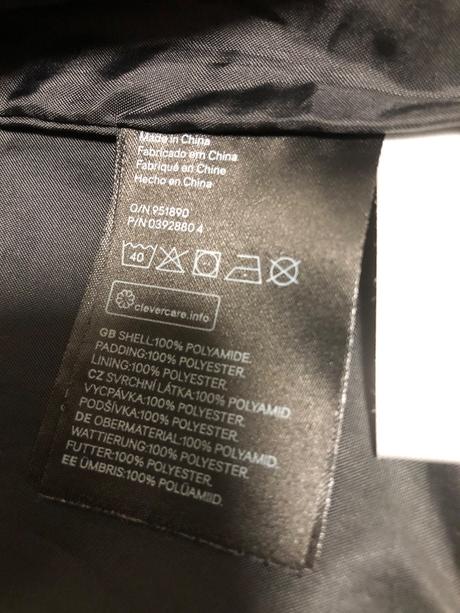 Made in China
Fabricado em China
Fabriqué en Chine
Hecho en China
O/N 951890
P/N 0392880 4
40
clevercare.info
GB SHELL:100% POLYAMIDE.
PADDING:100% POLYESTER.
LINING:100% POLYESTER.
CZ SVRCHNÍ LÁTKA:100% POLYAMID.
VÝCPÁVKA:100% POLYESTER.
PODŠÍVKA:100% POLYESTER.
DE OBERMATERIAL:100% POLYAMID.
WATTIERUNG:100% POLYESTER.
FUTTER:100% POLYESTER.
EE ÜMBRIS:100% POLÜAMIID.